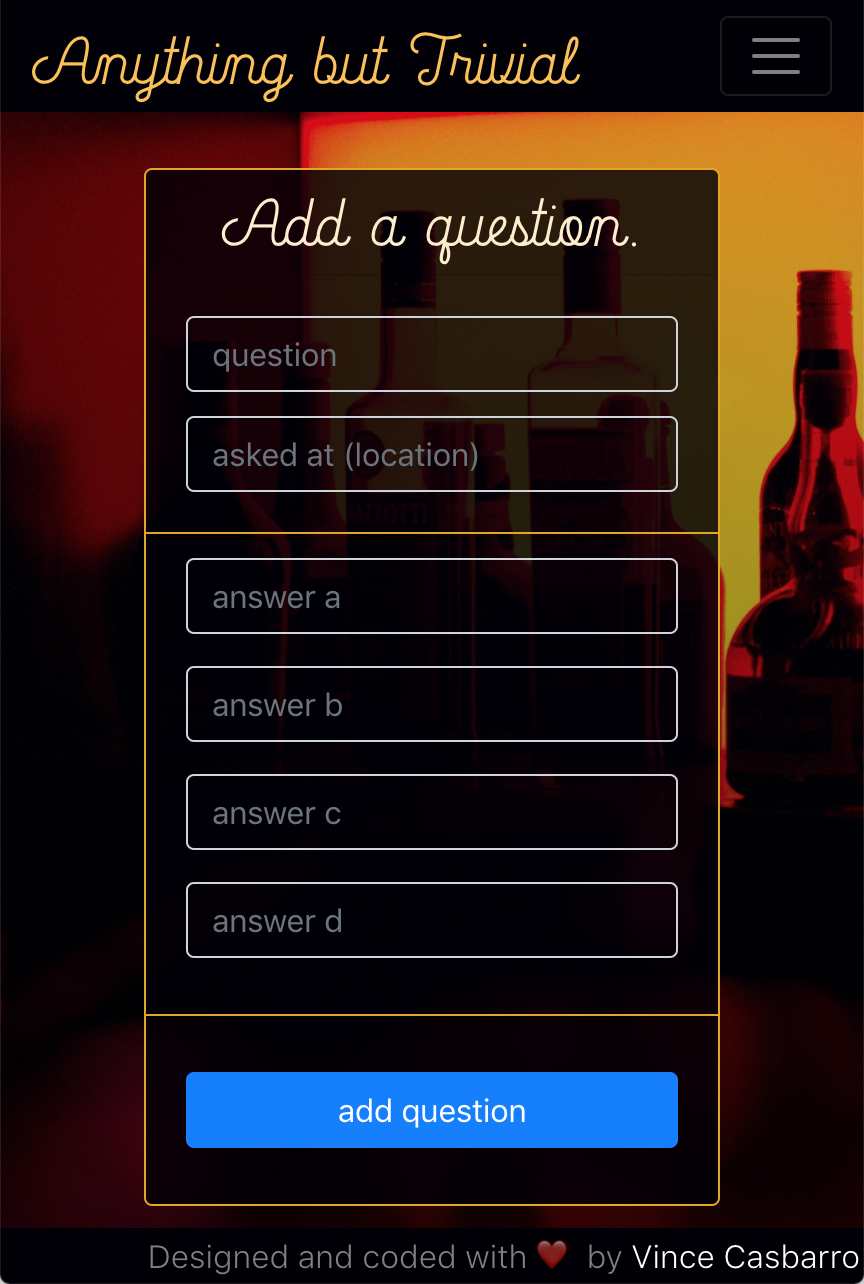 Anything but Trivial
Add a question.
question
asked at (location)
answer a
answer b
answer c
answer d
add question
Designed and coded with ❤️ by Vince Casbarro